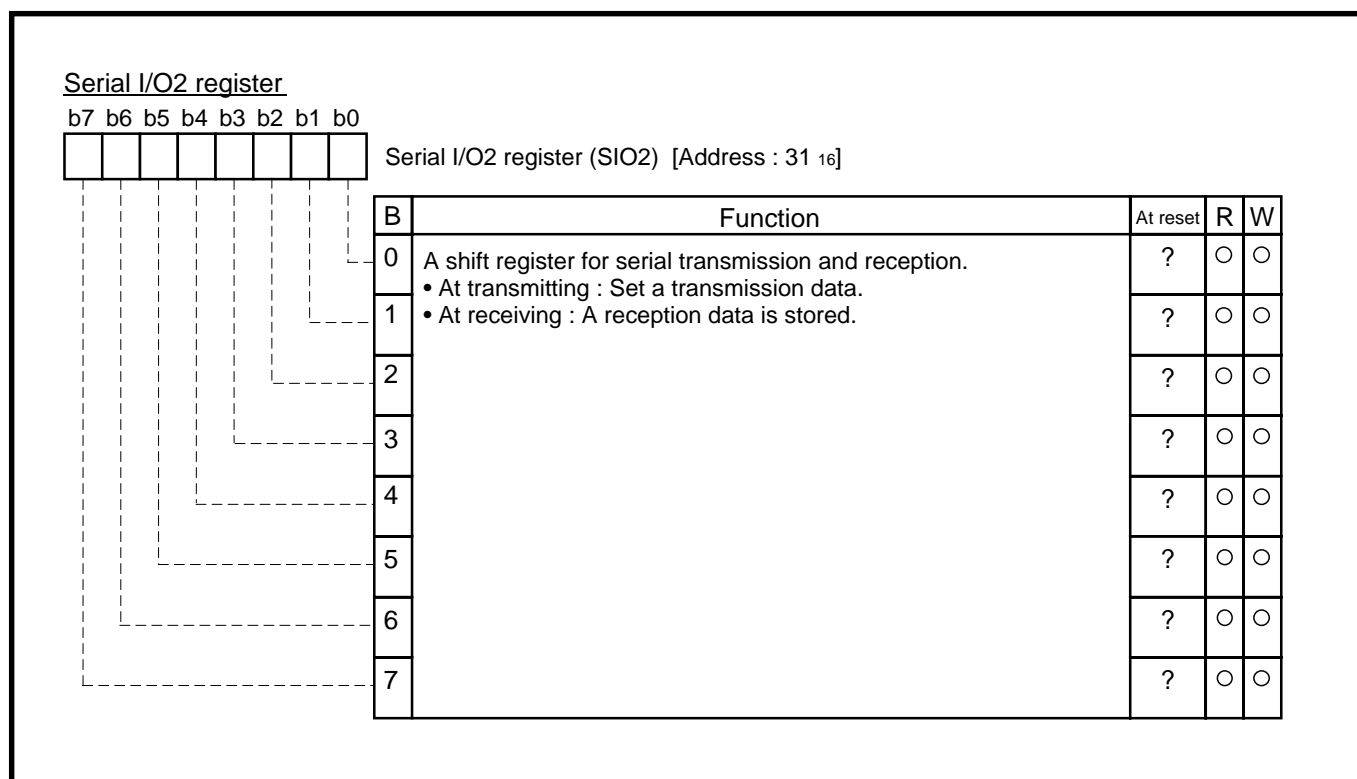 Serial I/O2 register
b7 b6 b5 b4 b3 b2 b1 b0
Serial I/O2 register (SIO2) [Address : 31 16]
B Function At reset R W
0 A shift register for serial transmission and reception. ? ○ ○
• At transmitting : Set a transmission data.
1 • At receiving : A reception data is stored. ? ○ ○
2 ? ○ ○
3 ? ○ ○
4 ? ○ ○
5 ? ○ ○
6 ? ○ ○
7 ? ○ ○